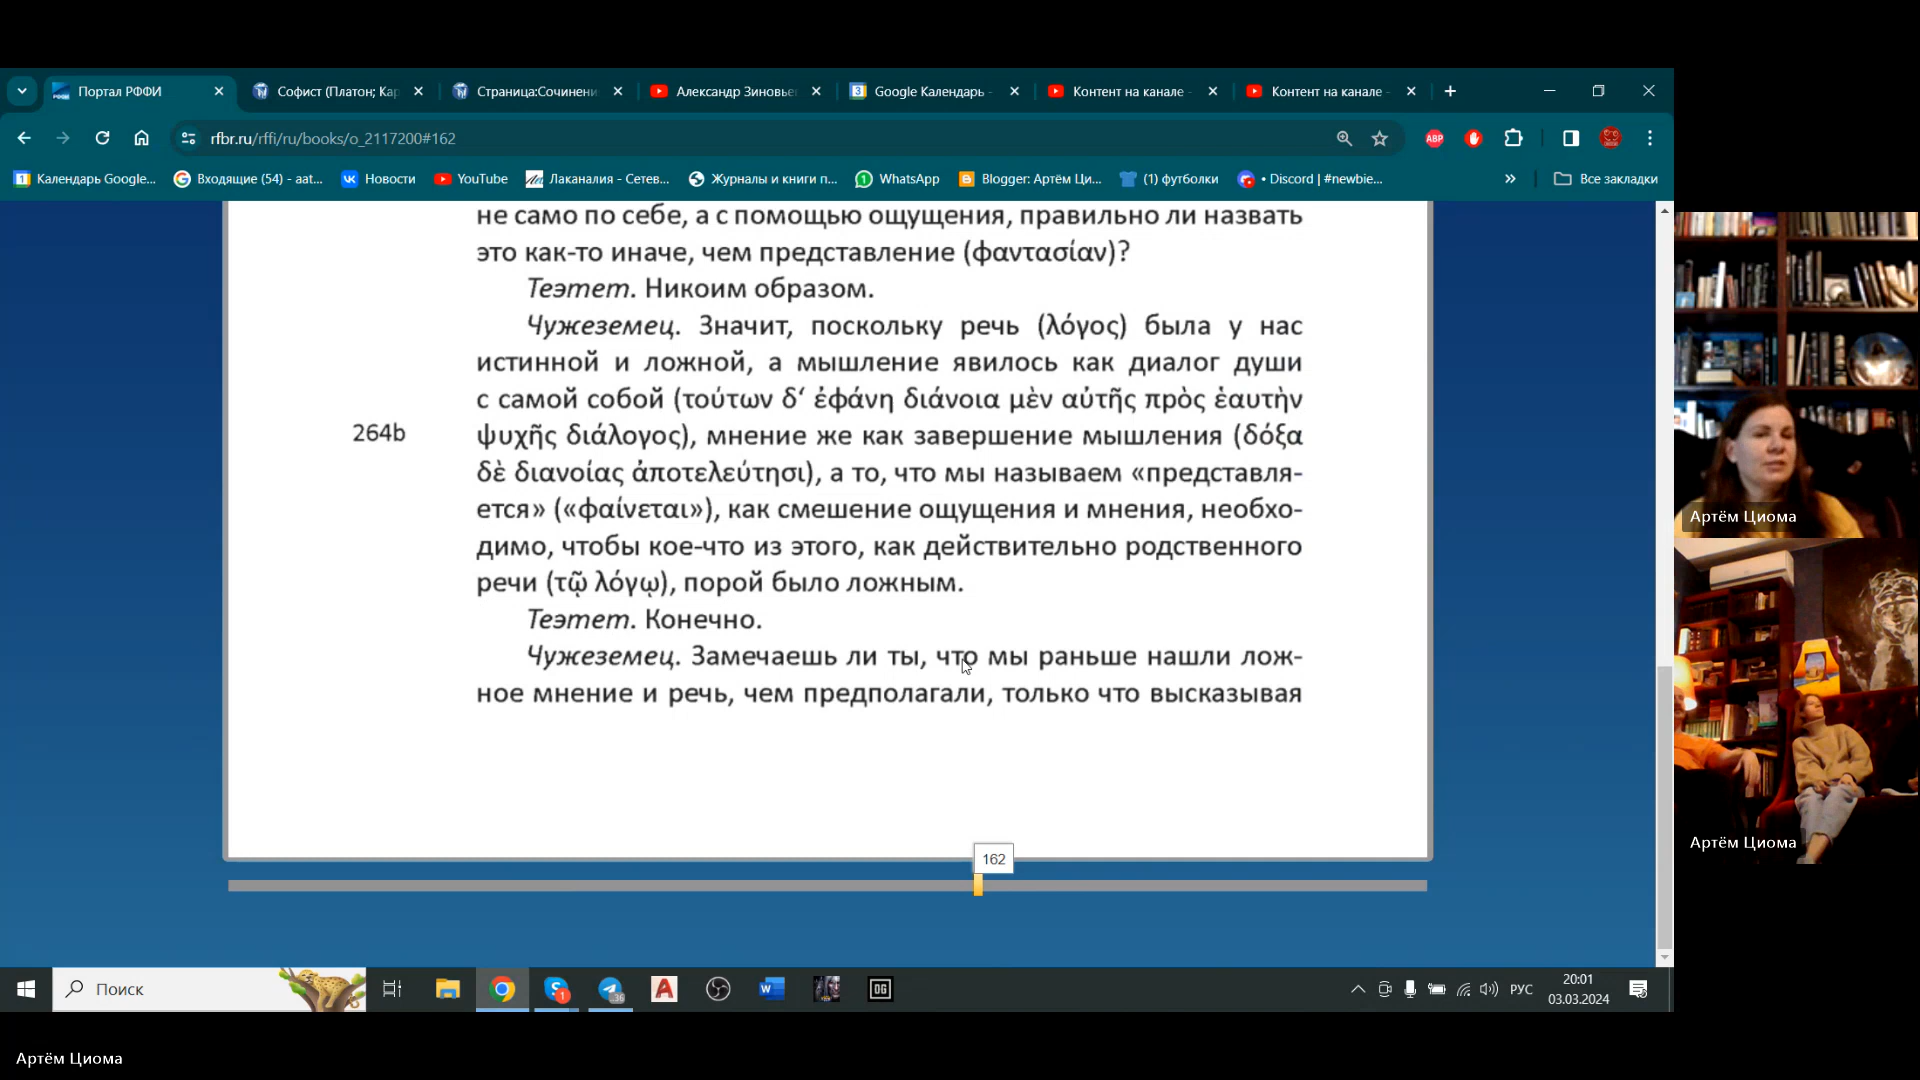 Портал РФФИ
Софист (Платон; Кар
Страница:Сочинени
Александр Зиновье
Google Календарь -
Контент на канале -
Контент на канале -
rfbr.ru/rffi/ru/books/o_2117200#162
ABP
Календарь Google...
Входящие (54) - aat...
Новости
YouTube
Лаканалия - Сетев...
Журналы и книги п...
WhatsApp
Blogger: Артём Ци...
(1) футболки
• Discord | #newbie...
»
Все закладки
не само по себе, а с помощью ощущения, правильно ли назвать
это как-то иначе, чем представление (φαντασίαν)?
Теэтет. Никоим образом.
Чужеземец. Значит, поскольку речь (λόγος) была у нас
истинной и ложной, а мышление явилось как диалог души
с самой собой (τούτων δ‘ ἐφάνη διάνοια μὲν αὐτῆς πρὸς ἑαυτὴν
264b
ψυχῆς διάλογος), мнение же как завершение мышления (δόξα
δὲ διανοίας ἀποτελεύτησι), а то, что мы называем «представля-
ется» («φαίνεται»), как смешение ощущения и мнения, необхо-
димо, чтобы кое-что из этого, как действительно родственного
речи (τῷ λόγῳ), порой было ложным.
Теэтет. Конечно.
Чужеземец. Замечаешь ли ты, что мы раньше нашли лож-
ное мнение и речь, чем предполагали, только что высказывая
162
Артём Циома
Артём Циома
Поиск
РУС
20:01
03.03.2024
Артём Циома